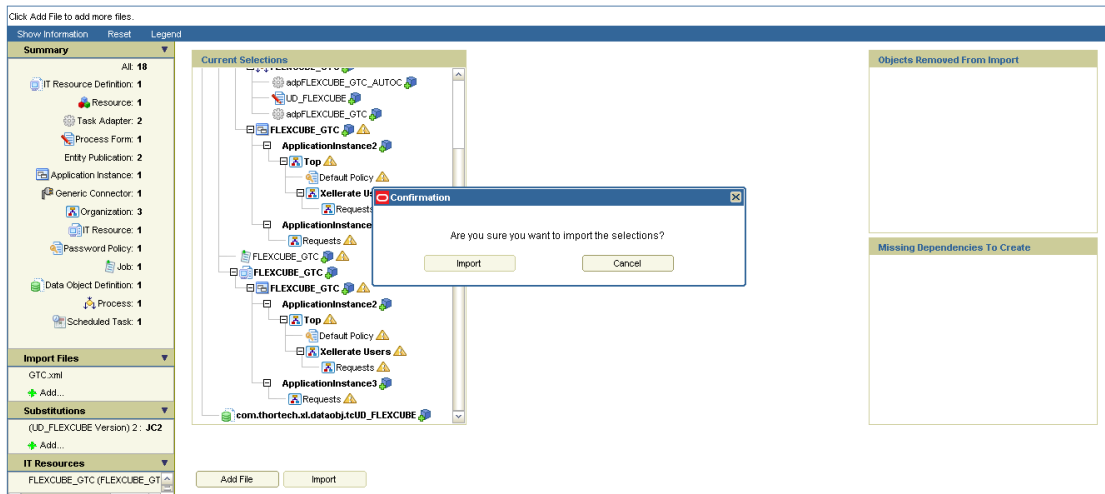 Click Add File to add more files.
Show Information Reset Legend
Summary
All: 18
IT Resource Definition: 1
Resource: 1
Task Adapter: 2
Process Form: 1
Entity Publication: 2
Application Instance: 1
Generic Connector: 1
Organization: 3
IT Resource: 1
Password Policy: 1
Job: 1
Data Object Definition: 1
Process: 1
Scheduled Task: 1
Import Files
GTC.xml
Add...
Substitutions
(UD_FLEXCUBE Version) 2 : JC2
Add...
IT Resources
FLEXCUBE_GTC (FLEXCUBE_GT
Current Selections
FLEXCUBE_GTC
adpFLEXCUBE_GTC_AUTOC
UD_FLEXCUBE
adpFLEXCUBE_GTC
FLEXCUBE_GTC
ApplicationInstance2
Top
Default Policy
Xellerate Us
Requests
ApplicationInstance
Requests
FLEXCUBE_GTC
FLEXCUBE_GTC
FLEXCUBE_GTC
ApplicationInstance2
Top
Default Policy
Xellerate Users
Requests
ApplicationInstance3
Requests
com.thortech.xl.dataobj.tcUD_FLEXCUBE
Add File Import
Confirmation
Are you sure you want to import the selections?
Import Cancel
Objects Removed From Import
Missing Dependencies To Create